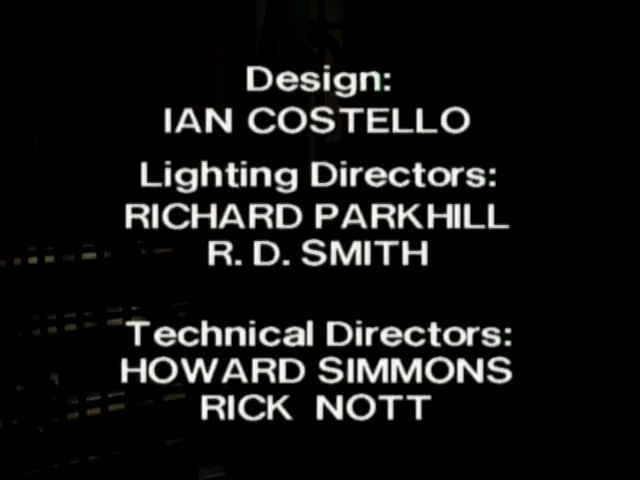 Design:
IAN COSTELLO
Lighting Directors:
RICHARD PARKHILL
R. D. SMITH
Technical Directors:
HOWARD SIMMONS
RICK NOTT